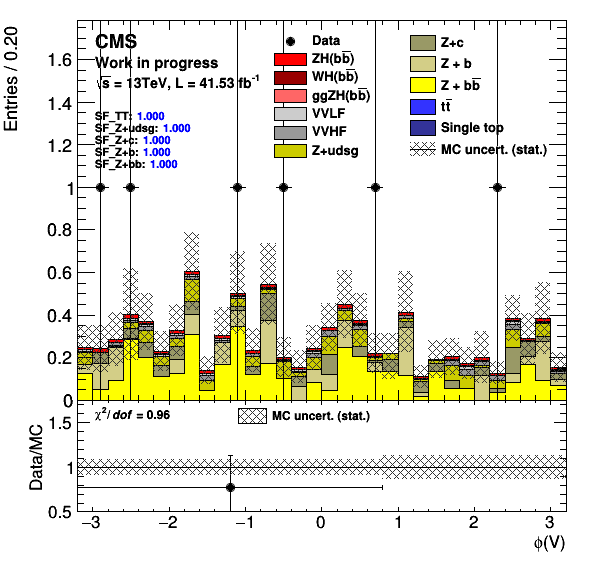 CMS
Work in progress
√s = 13TeV, L = 41.53 fb⁻¹
SF_TT: 1.000
SF_Z+udsg: 1.000
SF_Z+c: 1.000
SF_Z+b: 1.000
SF_Z+bb: 1.000
Data
ZH(bb̅)
WH(bb̅)
ggZH(bb̅)
VVLF
VVHF
Z+udsg
Z+c
Z + b
Z + bb̅
tt̅
Single top
MC uncert. (stat.)
Entries / 0.20
1.6
1.4
1.2
1
0.8
0.6
0.4
0.2
0
χ²/dof = 0.96
MC uncert. (stat.)
Data/MC
1.5
1
0.5
−3 −2 −1 0 1 2 3
ϕ(V)